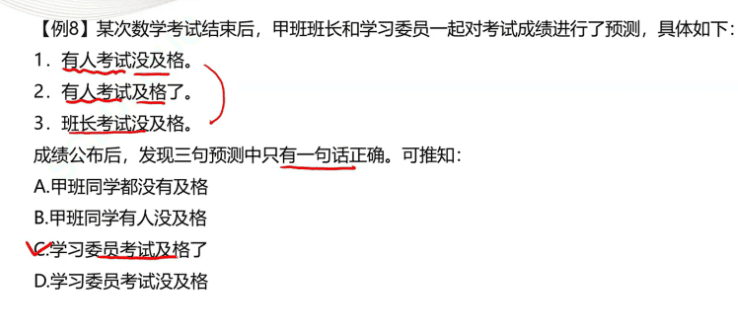 【例8】某次数学考试结束后，甲班班长和学习委员一起对考试成绩进行了预测，具体如下：
1．有人考试没及格。
2．有人考试及格了。
3．班长考试没及格。
成绩公布后，发现三句预测中只有一句话正确。可推知：
A.甲班同学都没有及格
B.甲班同学有人没及格
C.学习委员考试及格了
D.学习委员考试没及格